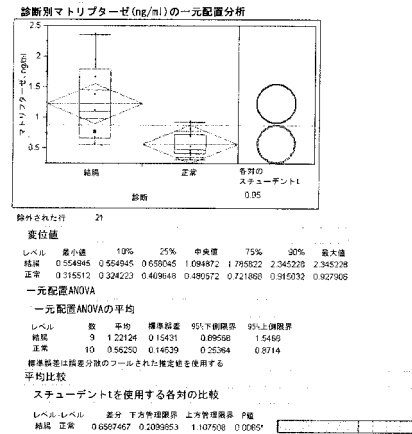 診断別マトリプターゼ(ng/ml)の一元配置分析
マトリプターゼ,ng/ml
2.5
2
1.5
1
0.5
結腸 正常 各対の
スチューデントt
診断 0.05
除外された行 21
変位値
レベル 最小値 10% 25% 中央値 75% 90% 最大値
結腸 0.554945 0.554945 0.658045 1.094872 1.785822 2.345228 2.345228
正常 0.315512 0.324223 0.409648 0.480572 0.721868 0.915032 0.927906
一元配置ANOVA
一元配置ANOVAの平均
レベル 数 平均 標準誤差 95%下側限界 95%上側限界
結腸 9 1.22124 0.15431 0.89568 1.5468
正常 10 0.56250 0.14639 0.25364 0.8714
標準誤差は誤差分散のプールされた推定値を使用する
平均比較
スチューデントtを使用する各対の比較
レベル - レベル 差分 下方管理限界 上方管理限界 P値
結腸 正常 0.6587467 0.2099853 1.107508 0.0065*